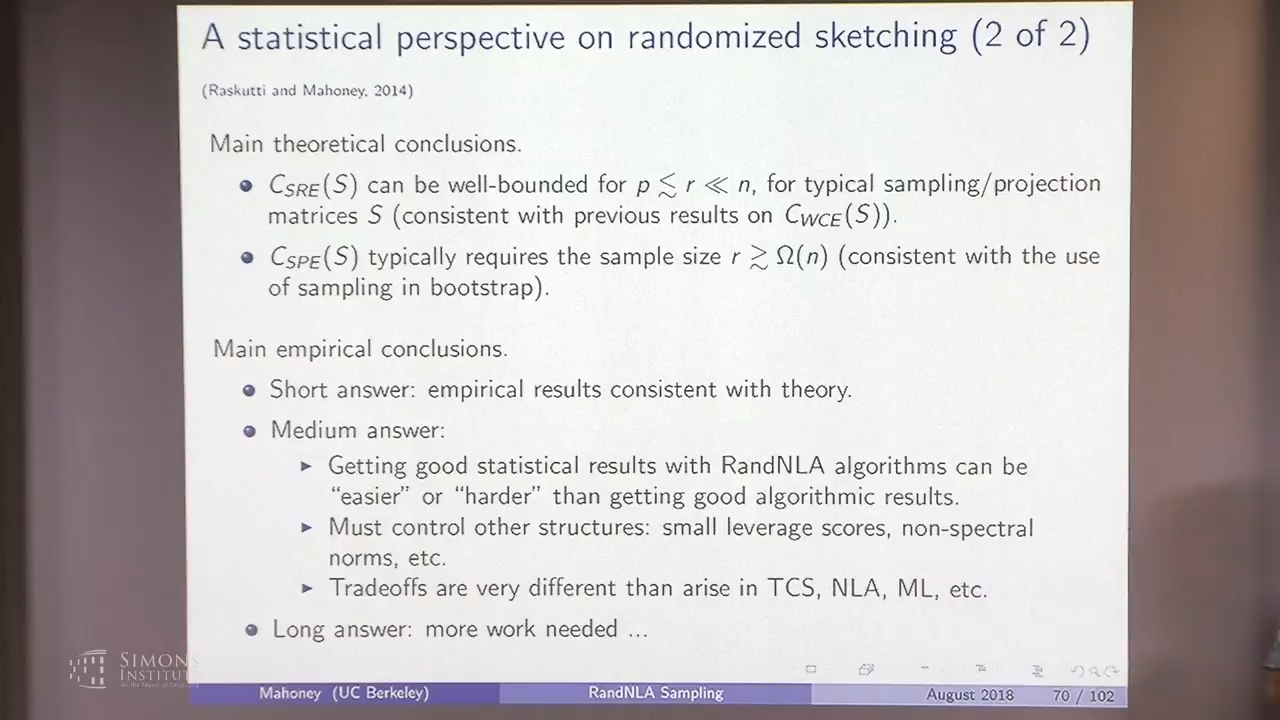 A statistical perspective on randomized sketching (2 of 2)
(Raskutti and Mahoney, 2014)
Main theoretical conclusions.
C_SRE(S) can be well-bounded for p ≲ r ≪ n, for typical sampling/projection
matrices S (consistent with previous results on C_WCE(S)).
C_SPE(S) typically requires the sample size r ≳ Ω(n) (consistent with the use
of sampling in bootstrap).
Main empirical conclusions.
Short answer: empirical results consistent with theory.
Medium answer:
Getting good statistical results with RandNLA algorithms can be
"easier" or "harder" than getting good algorithmic results.
Must control other structures: small leverage scores, non-spectral
norms, etc.
Tradeoffs are very different than arise in TCS, NLA, ML, etc.
Long answer: more work needed ...
SIMONS
INSTITUTE
Mahoney (UC Berkeley)
RandNLA Sampling
August 2018
70 / 102